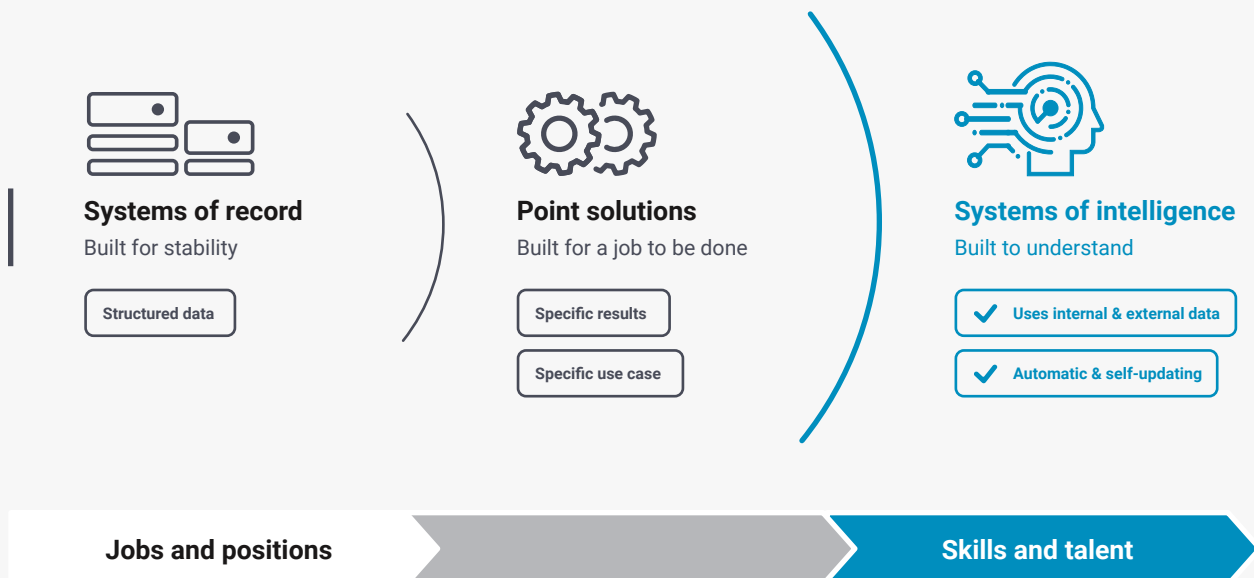 Systems of record
Built for stability
Structured data
Point solutions
Built for a job to be done
Specific results
Specific use case
Systems of intelligence
Built to understand
Uses internal & external data
Automatic & self-updating
Jobs and positions
Skills and talent